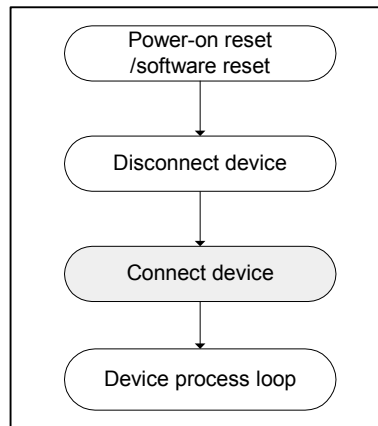 Power-on reset
/software reset
Disconnect device
Connect device
Device process loop